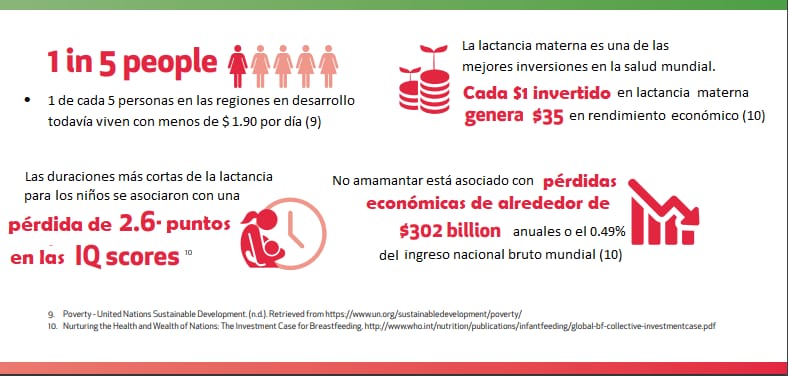 1 in 5 people
• 1 de cada 5 personas en las regiones en desarrollo
todavía viven con menos de $ 1.90 por día (9)
La lactancia materna es una de las
mejores inversiones en la salud mundial.
Cada $1 invertido en lactancia materna
genera $35 en rendimiento económico (10)
Las duraciones más cortas de la lactancia
para los niños se asociaron con una
pérdida de 2.6- puntos
en las IQ scores 10
No amamantar está asociado con pérdidas
económicas de alrededor de
$302 billion anuales o el 0.49%
del ingreso nacional bruto mundial (10)
9. Poverty - United Nations Sustainable Development. (n.d.). Retrieved from https://www.un.org/sustainabledevelopment/poverty/
10. Nurturing the Health and Wealth of Nations: The Investment Case for Breastfeeding. http://www.who.int/nutrition/publications/infantfeeding/global-bf-collective-investmentcase.pdf